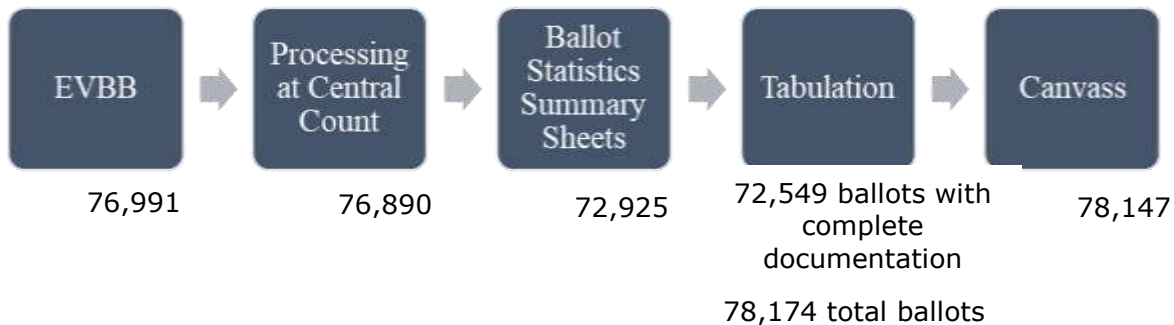 EVBB
Processing
at Central
Count
Ballot
Statistics
Summary
Sheets
Tabulation
Canvass
76,991
76,890
72,925
72,549 ballots with
complete
documentation
78,174 total ballots
78,147